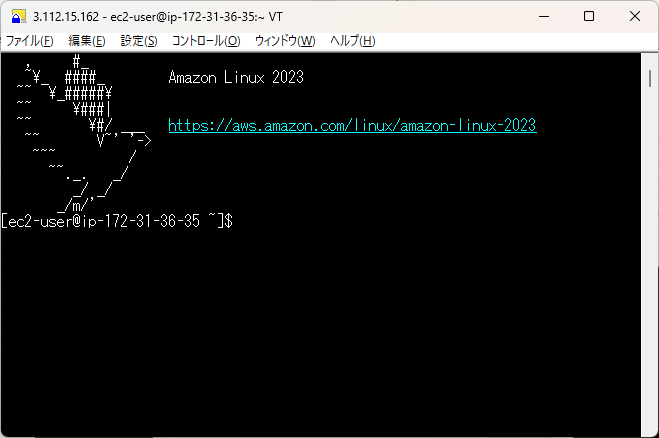 3.112.15.162 - ec2-user@ip-172-31-36-35:~ VT
ファイル(F) 編集(E) 設定(S) コントロール(O) ウィンドウ(W) ヘルプ(H)
   ,     #_
   ~¥_  ####_        Amazon Linux 2023
  ~~  ¥_#####¥
  ~~     ¥###|
  ~~       ¥#/ ___   https://aws.amazon.com/linux/amazon-linux-2023
   ~~       V~' '->
    ~~~         /
      ~~._.   _/
         _/ _/
       _/m/'
[ec2-user@ip-172-31-36-35 ~]$